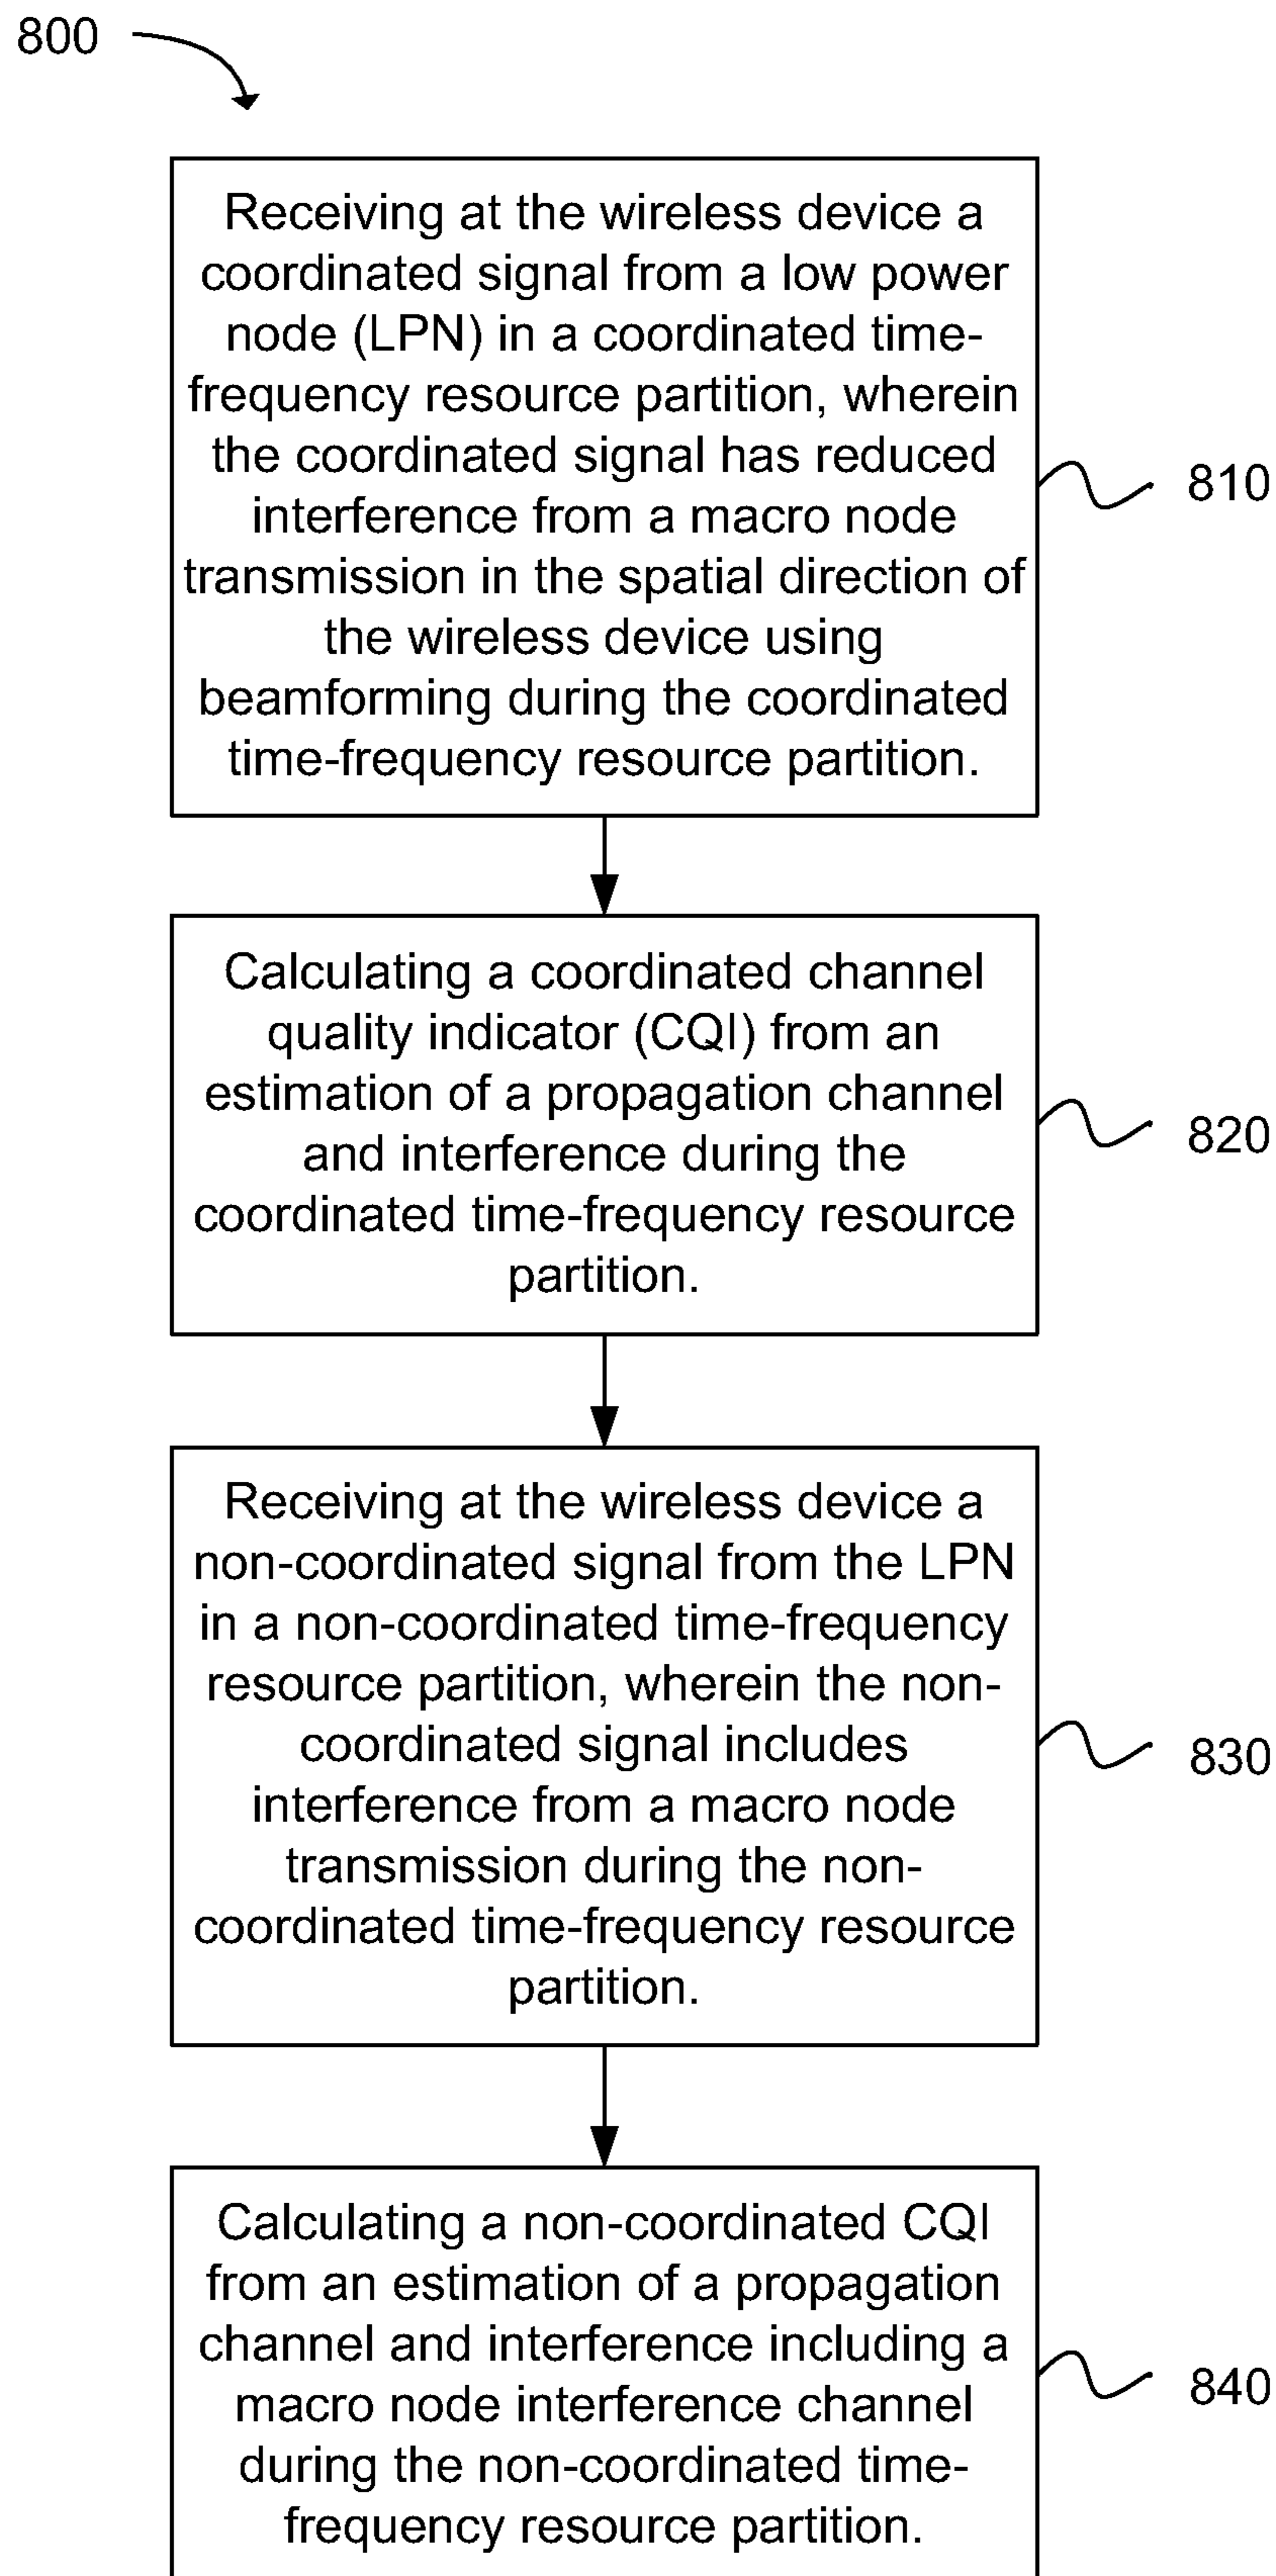 800
Receiving at the wireless device a
coordinated signal from a low power
node (LPN) in a coordinated time-
frequency resource partition, wherein
the coordinated signal has reduced
interference from a macro node
transmission in the spatial direction of
the wireless device using
beamforming during the coordinated
time-frequency resource partition.
810
Calculating a coordinated channel
quality indicator (CQI) from an
estimation of a propagation channel
and interference during the
coordinated time-frequency resource
partition.
820
Receiving at the wireless device a
non-coordinated signal from the LPN
in a non-coordinated time-frequency
resource partition, wherein the non-
coordinated signal includes
interference from a macro node
transmission during the non-
coordinated time-frequency resource
partition.
830
Calculating a non-coordinated CQI
from an estimation of a propagation
channel and interference including a
macro node interference channel
during the non-coordinated time-
frequency resource partition.
840